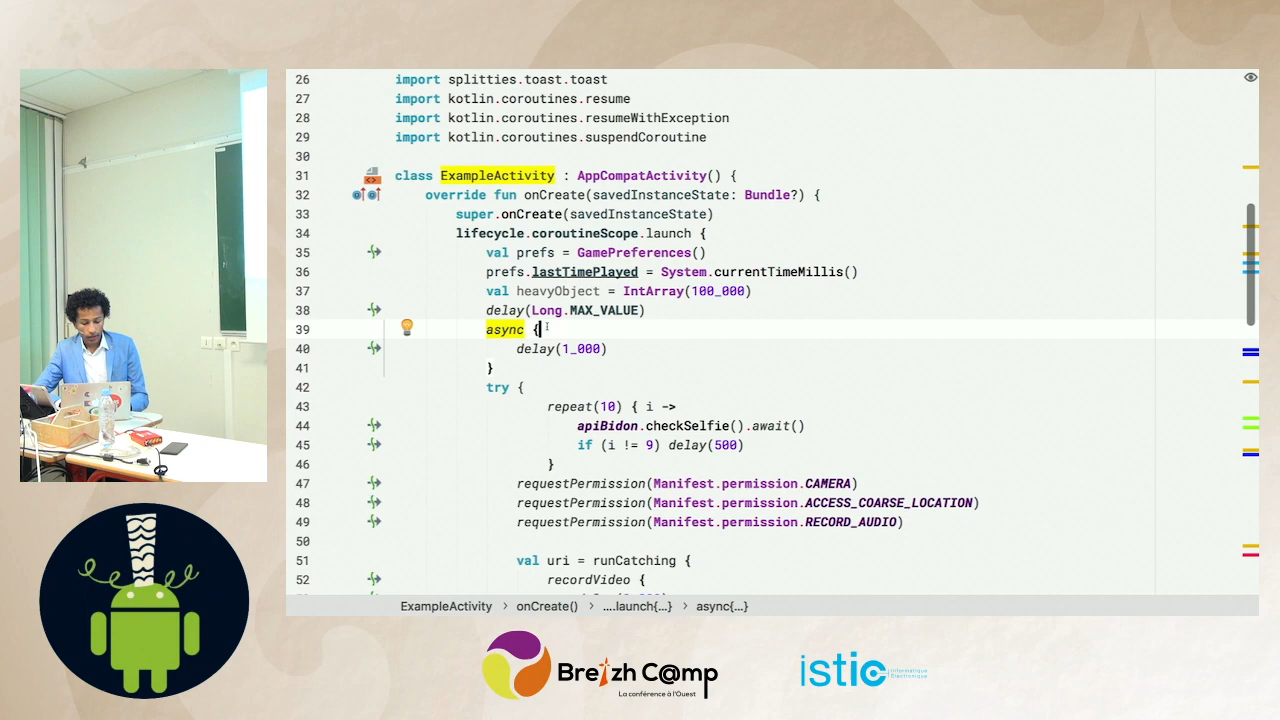 26 import splitties.toast.toast
27 import kotlin.coroutines.resume
28 import kotlin.coroutines.resumeWithException
29 import kotlin.coroutines.suspendCoroutine
30
31 class ExampleActivity : AppCompatActivity() {
32 override fun onCreate(savedInstanceState: Bundle?) {
33 super.onCreate(savedInstanceState)
34 lifecycle.coroutineScope.launch {
35 val prefs = GamePreferences()
36 prefs.lastTimePlayed = System.currentTimeMillis()
37 val heavyObject = IntArray(100_000)
38 delay(Long.MAX_VALUE)
39 async {
40 delay(1_000)
41 }
42 try {
43 repeat(10) { i ->
44 apiBidon.checkSelfie().await()
45 if (i != 9) delay(500)
46 }
47 requestPermission(Manifest.permission.CAMERA)
48 requestPermission(Manifest.permission.ACCESS_COARSE_LOCATION)
49 requestPermission(Manifest.permission.RECORD_AUDIO)
50
51 val uri = runCatching {
52 recordVideo {
ExampleActivity › onCreate() › ....launch{...} › async{...}
Breizh C@mp
La conférence à l'Ouest
istic
Informatique
Électronique